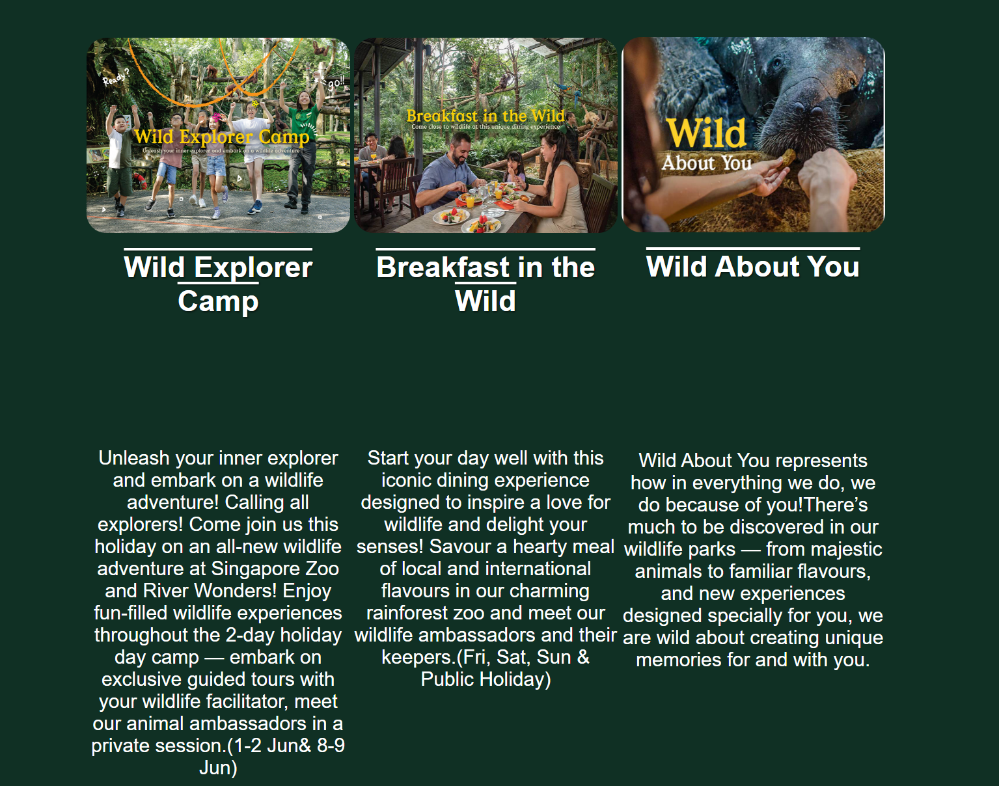 Ready?
go!!
Wild Explorer Camp
Unleash your inner explorer and embark on a wildlife adventure
Breakfast in the Wild
Come close to wildlife at this unique dining experience
Wild
About You
Wild Explorer
Camp
Breakfast in the
Wild
Wild About You
Unleash your inner explorer
and embark on a wildlife
adventure! Calling all
explorers! Come join us this
holiday on an all-new wildlife
adventure at Singapore Zoo
and River Wonders! Enjoy
fun-filled wildlife experiences
throughout the 2-day holiday
day camp — embark on
exclusive guided tours with
your wildlife facilitator, meet
our animal ambassadors in a
private session.(1-2 Jun& 8-9
Jun)
Start your day well with this
iconic dining experience
designed to inspire a love for
wildlife and delight your
senses! Savour a hearty meal
of local and international
flavours in our charming
rainforest zoo and meet our
wildlife ambassadors and their
keepers.(Fri, Sat, Sun &
Public Holiday)
Wild About You represents
how in everything we do, we
do because of you!There’s
much to be discovered in our
wildlife parks — from majestic
animals to familiar flavours,
and new experiences
designed specially for you, we
are wild about creating unique
memories for and with you.